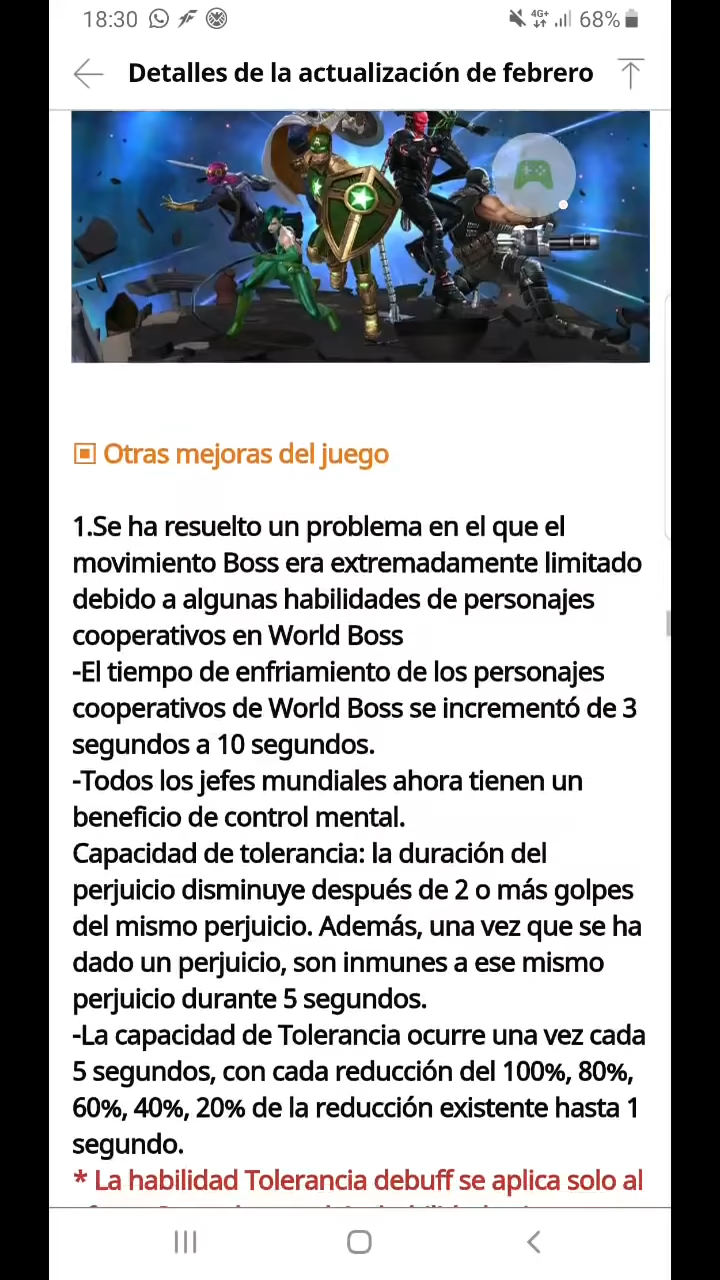 18:30
4G+
68%
Detalles de la actualización de febrero
Otras mejoras del juego
1.Se ha resuelto un problema en el que el
movimiento Boss era extremadamente limitado
debido a algunas habilidades de personajes
cooperativos en World Boss
-El tiempo de enfriamiento de los personajes
cooperativos de World Boss se incrementó de 3
segundos a 10 segundos.
-Todos los jefes mundiales ahora tienen un
beneficio de control mental.
Capacidad de tolerancia: la duración del
perjuicio disminuye después de 2 o más golpes
del mismo perjuicio. Además, una vez que se ha
dado un perjuicio, son inmunes a ese mismo
perjuicio durante 5 segundos.
-La capacidad de Tolerancia ocurre una vez cada
5 segundos, con cada reducción del 100%, 80%,
60%, 40%, 20% de la reducción existente hasta 1
segundo.
* La habilidad Tolerancia debuff se aplica solo al